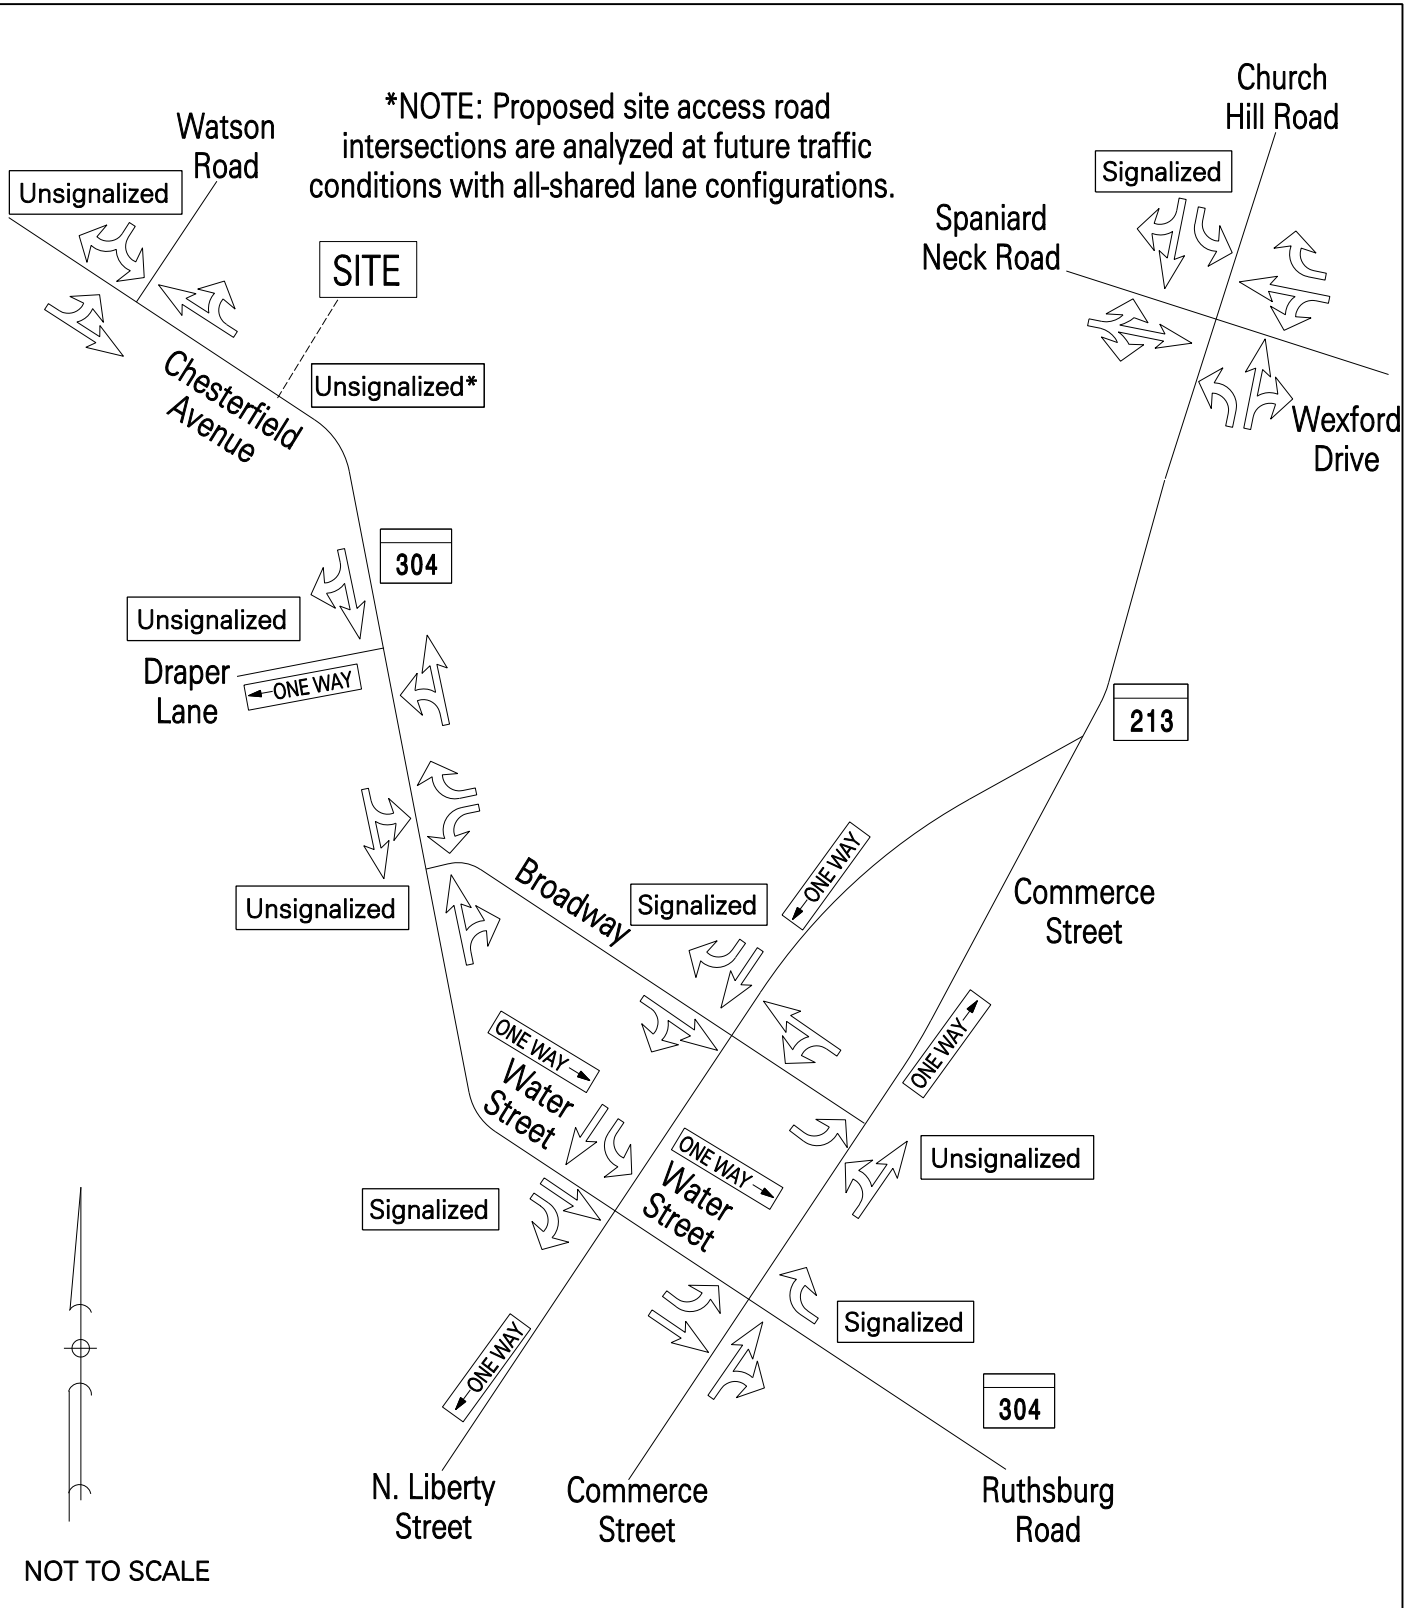 *NOTE: Proposed site access road
intersections are analyzed at future traffic
conditions with all-shared lane configurations.
Watson
Road
Unsignalized
SITE
Unsignalized*
Chesterfield
Avenue
Church
Hill Road
Signalized
Spaniard
Neck Road
Wexford
Drive
304
Unsignalized
Draper
Lane
ONE WAY
213
Unsignalized
Broadway
Signalized
ONE WAY
Commerce
Street
ONE WAY
Water
Street
ONE WAY
ONE WAY
Water
Street
Unsignalized
Signalized
Signalized
ONE WAY
304
N. Liberty
Street
Commerce
Street
Ruthsburg
Road
NOT TO SCALE